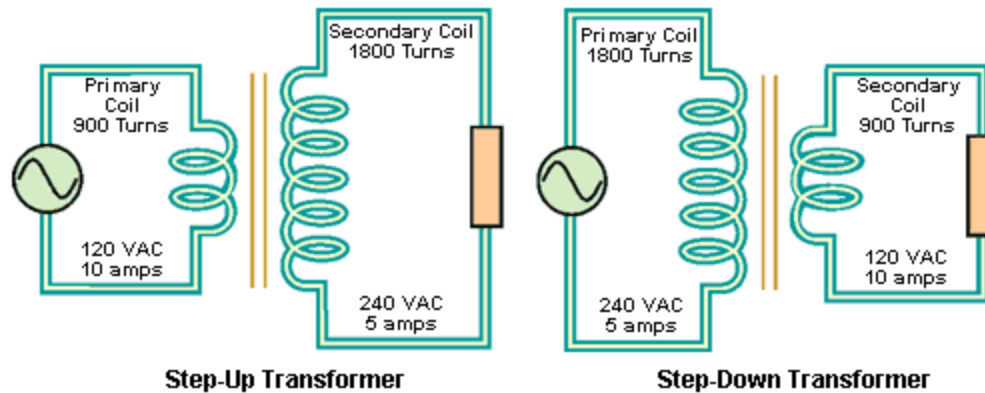 Primary
Coil
900 Turns
120 VAC
10 amps
Secondary Coil
1800 Turns
240 VAC
5 amps
Step-Up Transformer
Primary Coil
1800 Turns
240 VAC
5 amps
Secondary
Coil
900 Turns
120 VAC
10 amps
Step-Down Transformer